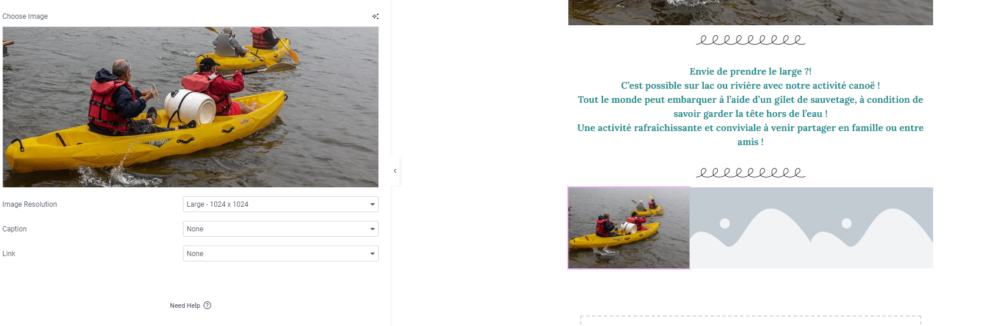 Choose Image
OPTIMO
Image Resolution
Large - 1024 x 1024
Caption
None
Link
None
Need Help ?
Envie de prendre le large ?!
C’est possible sur lac ou rivière avec notre activité canoë !
Tout le monde peut embarquer à l’aide d’un gilet de sauvetage, à condition de
savoir garder la tête hors de l’eau !
Une activité rafraîchissante et conviviale à venir partager en famille ou entre
amis !